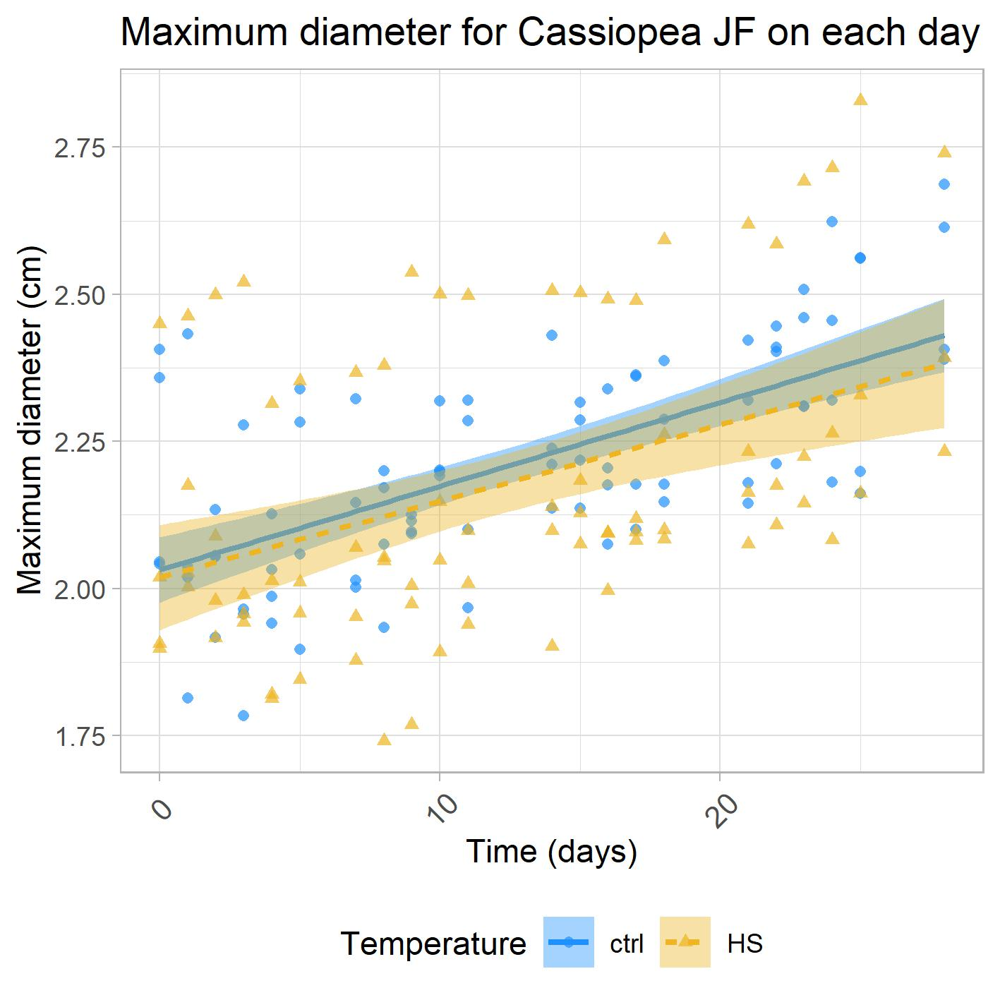 Maximum diameter for Cassiopea JF on each day
Maximum diameter (cm)
2.75
2.50
2.25
2.00
1.75
0
10
20
Time (days)
Temperature ctrl HS